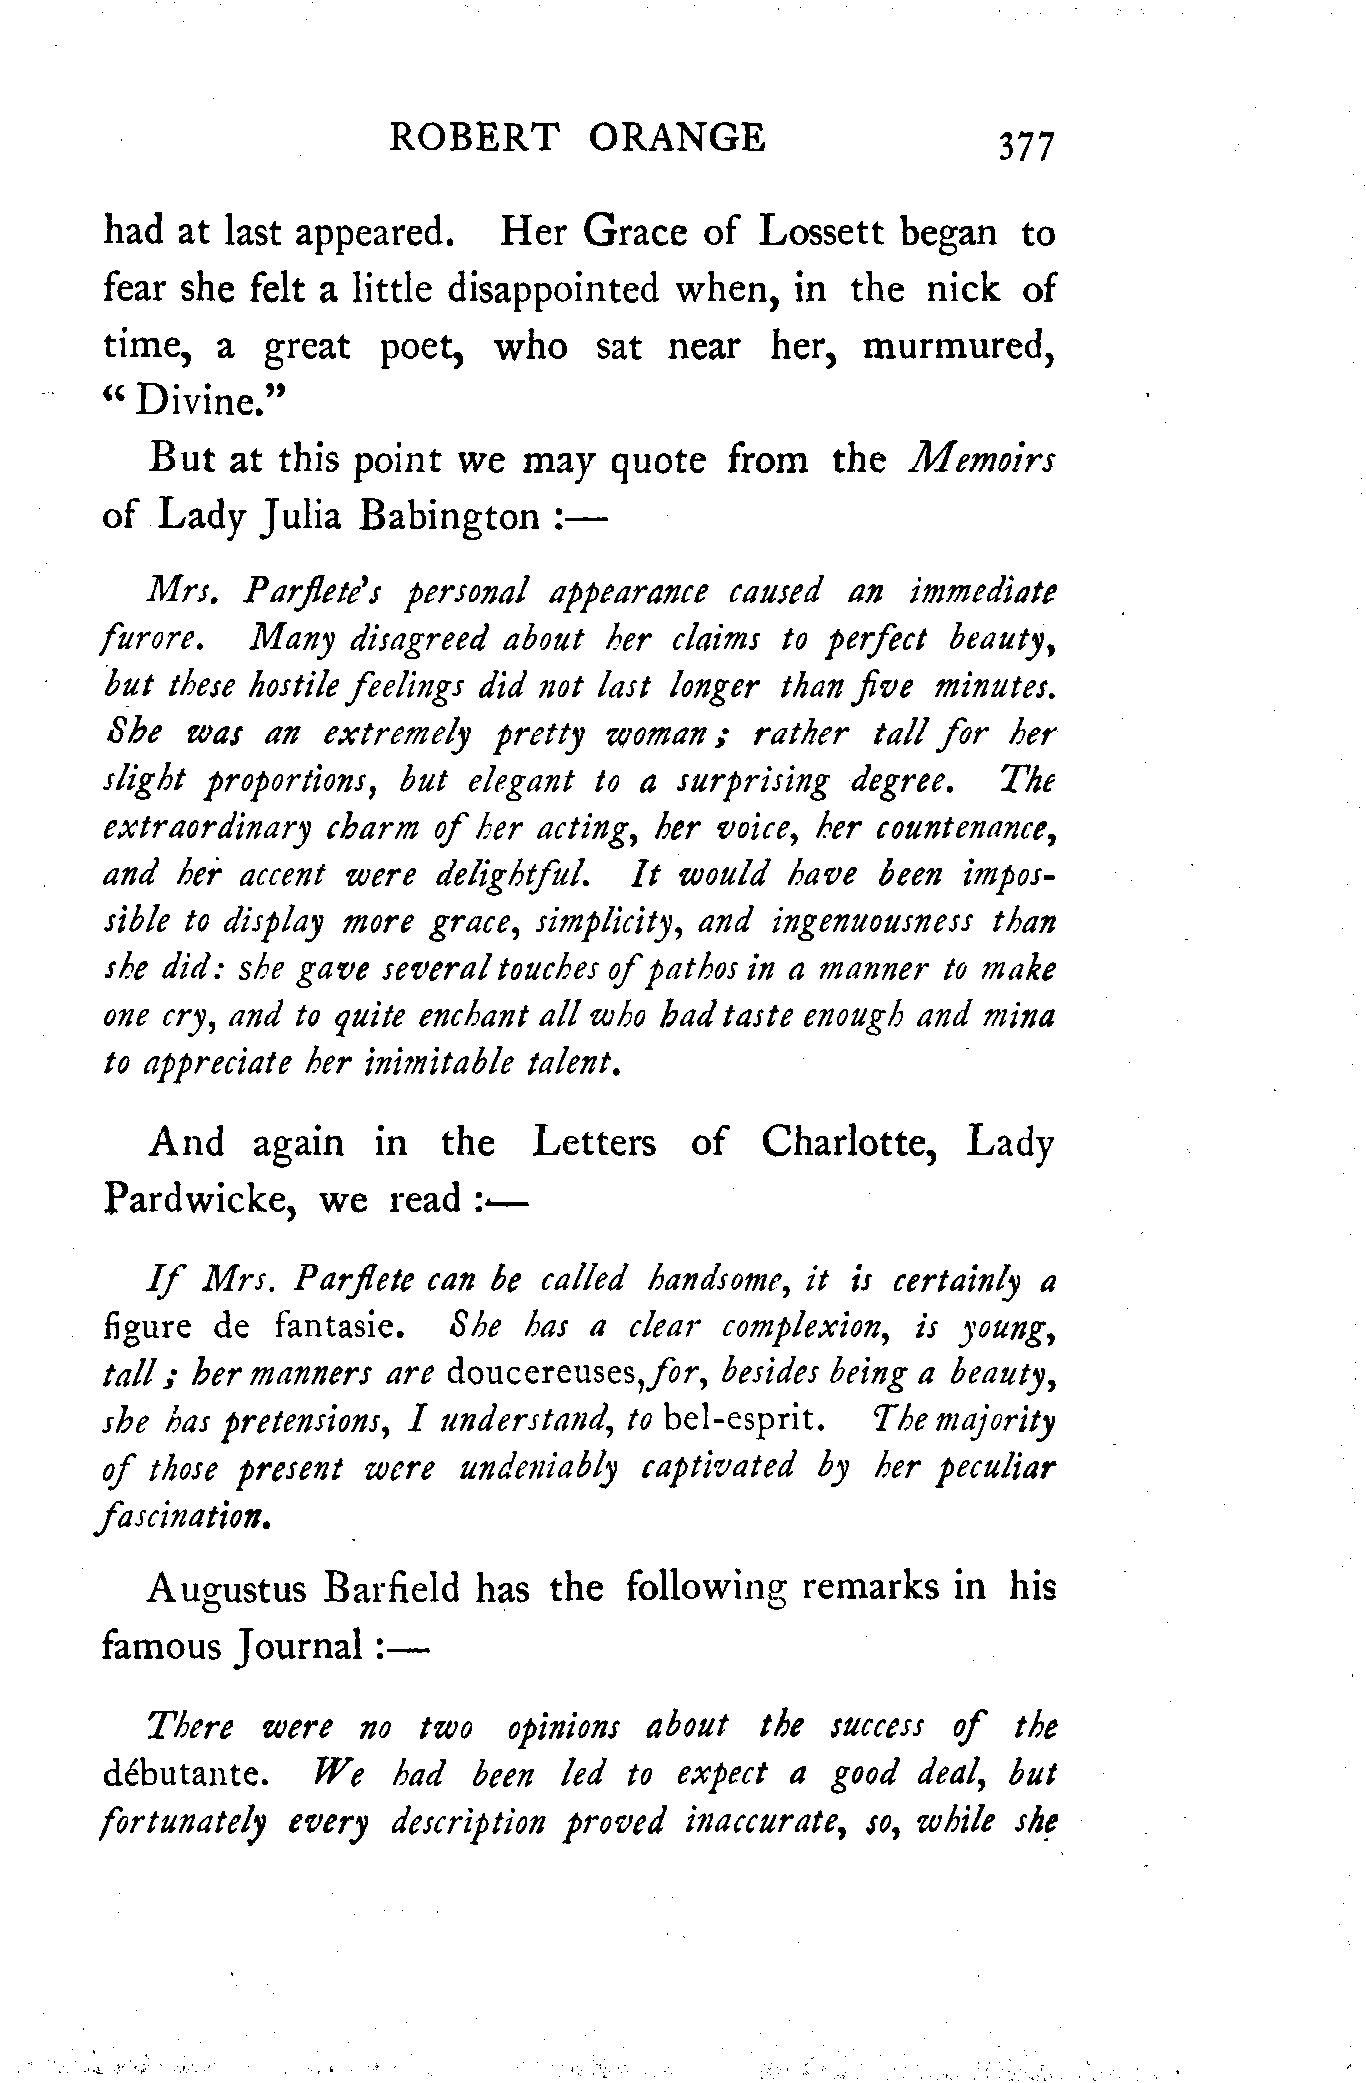 ROBERT ORANGE 377
had at last appeared. Her Grace of Lossett began to
fear she felt a little disappointed when, in the nick of
time, a great poet, who sat near her, murmured,
“ Divine.”
But at this point we may quote from the Memoirs
of Lady Julia Babington :—
Mrs. Parflete's personal appearance caused an immediate
furore. Many disagreed about her claims to perfect beauty,
but these hostile feelings did not last longer than five minutes.
She was an extremely pretty woman ; rather tall for her
slight proportions, but elegant to a surprising degree. The
extraordinary charm of her acting, her voice, her countenance,
and her accent were delightful. It would have been impos-
sible to display more grace, simplicity, and ingenuousness than
she did: she gave several touches of pathos in a manner to make
one cry, and to quite enchant all who had taste enough and mina
to appreciate her inimitable talent.
And again in the Letters of Charlotte, Lady
Pardwicke, we read :—
If Mrs. Parflete can be called handsome, it is certainly a
figure de fantasie. She has a clear complexion, is young,
tall ; her manners are doucereuses, for, besides being a beauty,
she has pretensions, I understand, to bel-esprit. The majority
of those present were undeniably captivated by her peculiar
fascination.
Augustus Barfield has the following remarks in his
famous Journal :—
There were no two opinions about the success of the
débutante. We had been led to expect a good deal, but
fortunately every description proved inaccurate, so, while she